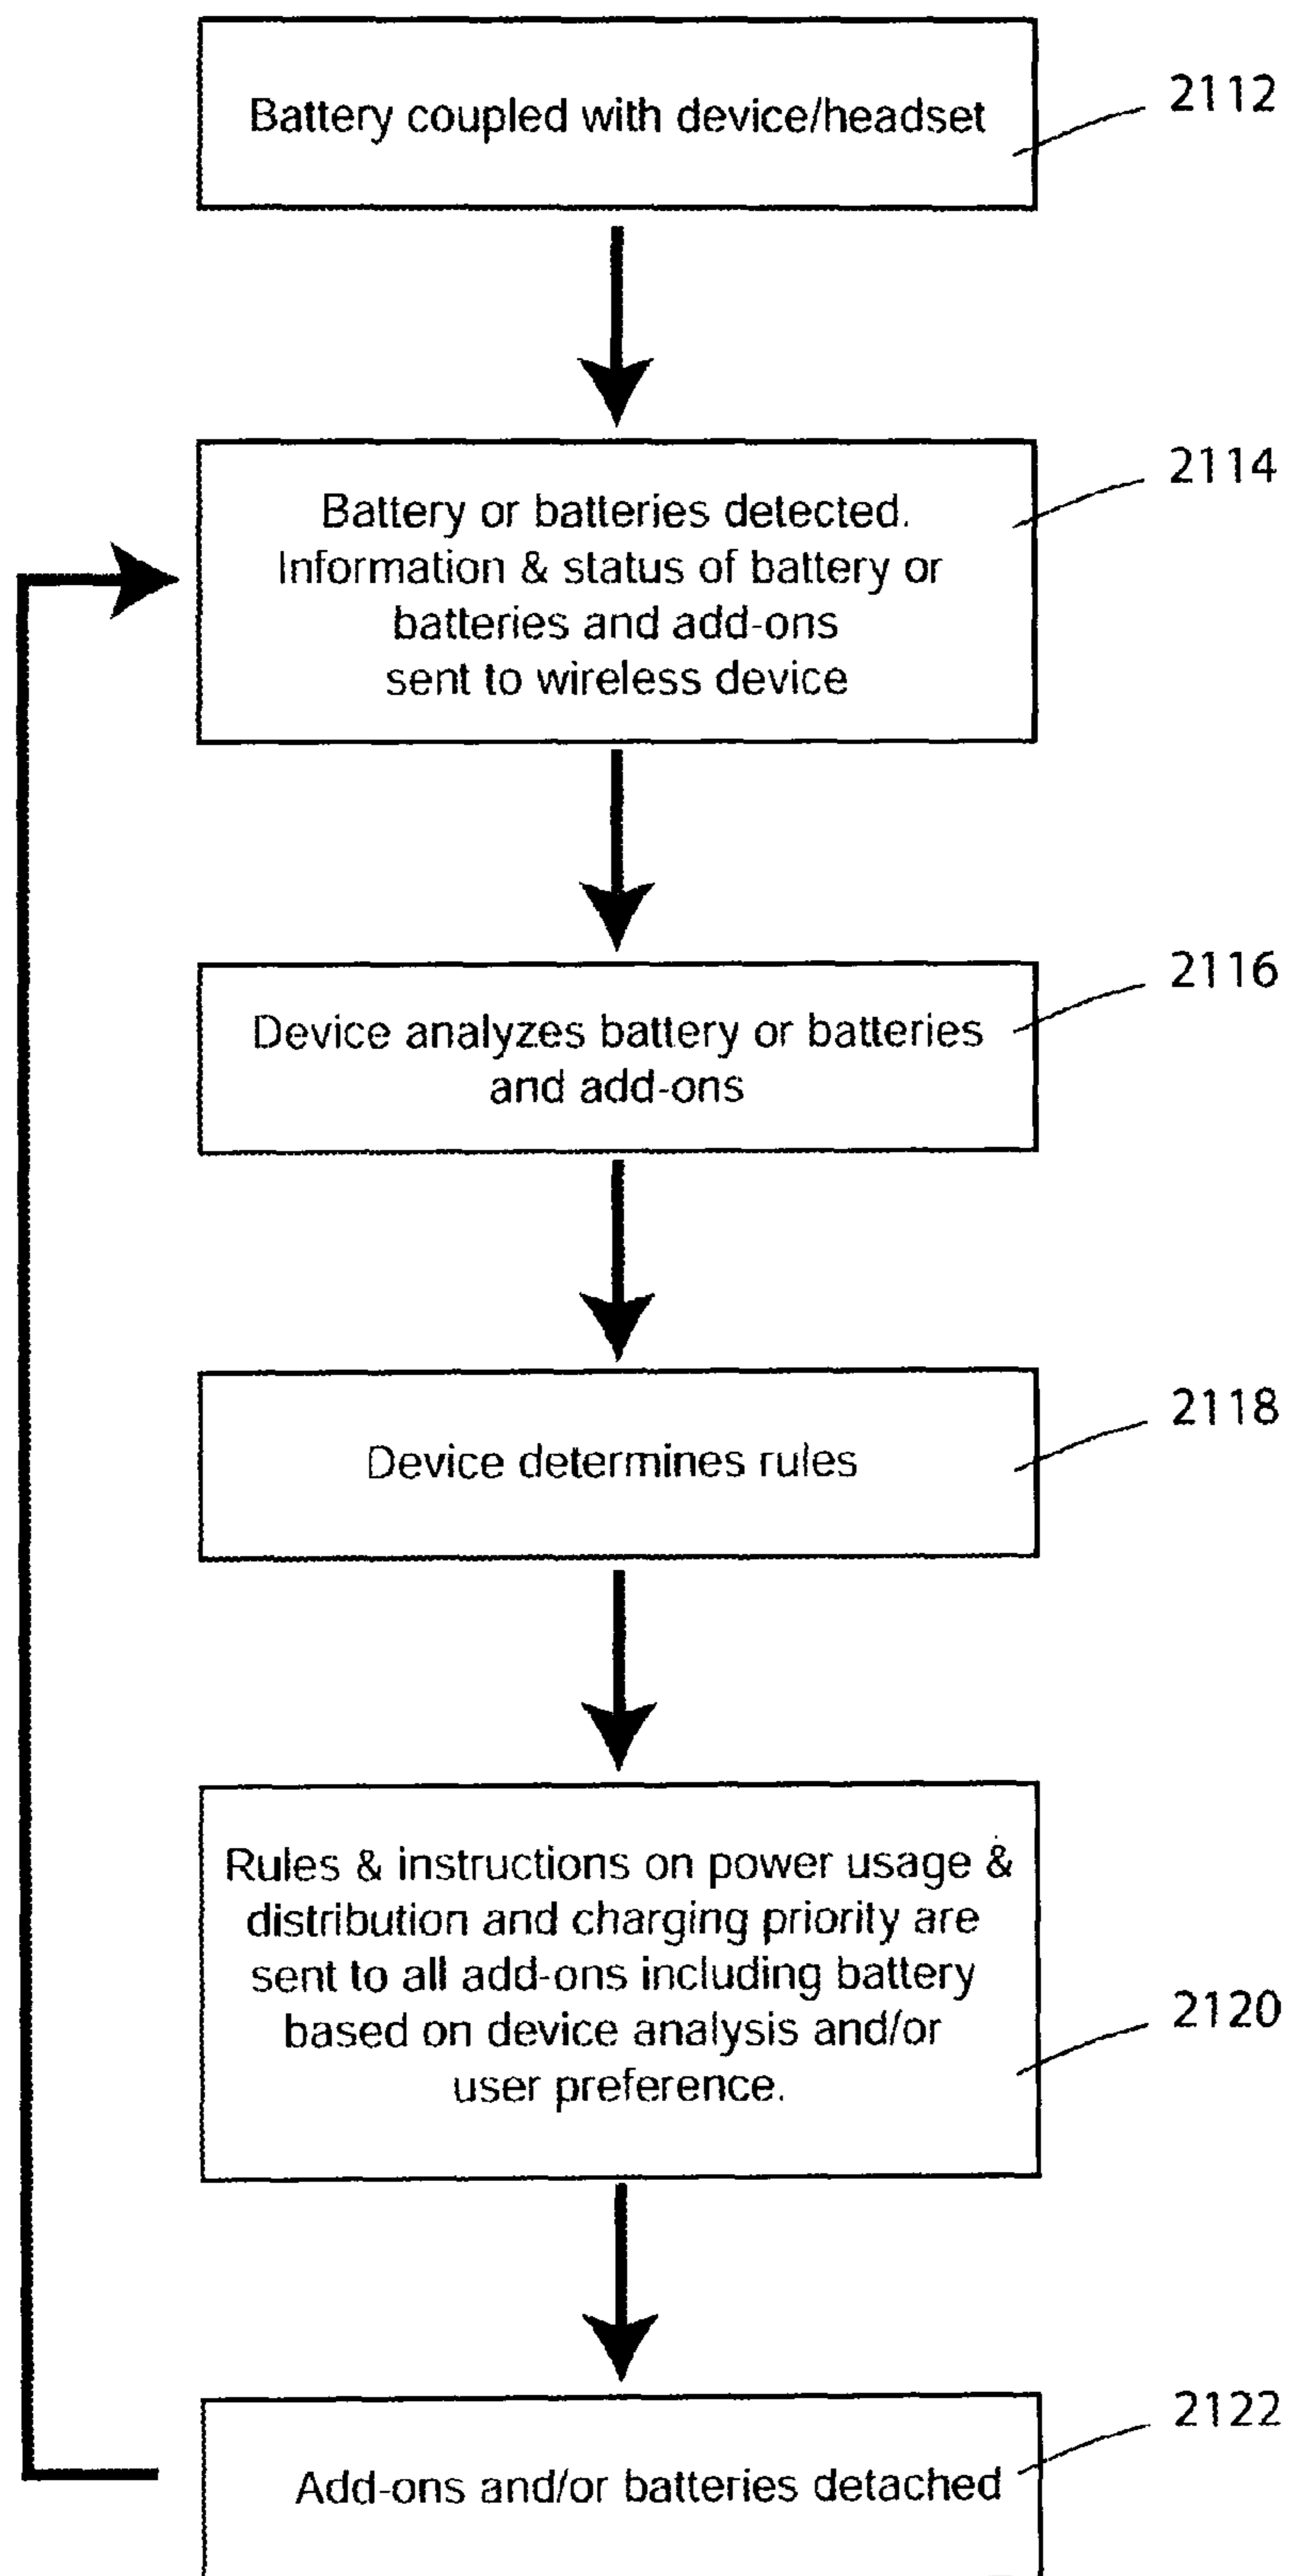 Battery coupled with device/headset
2112
Battery or batteries detected.
Information & status of battery or
batteries and add-ons
sent to wireless device
2114
Device analyzes battery or batteries
and add-ons
2116
Device determines rules
2118
Rules & instructions on power usage &
distribution and charging priority are
sent to all add-ons including battery
based on device analysis and/or
user preference.
2120
Add-ons and/or batteries detached
2122